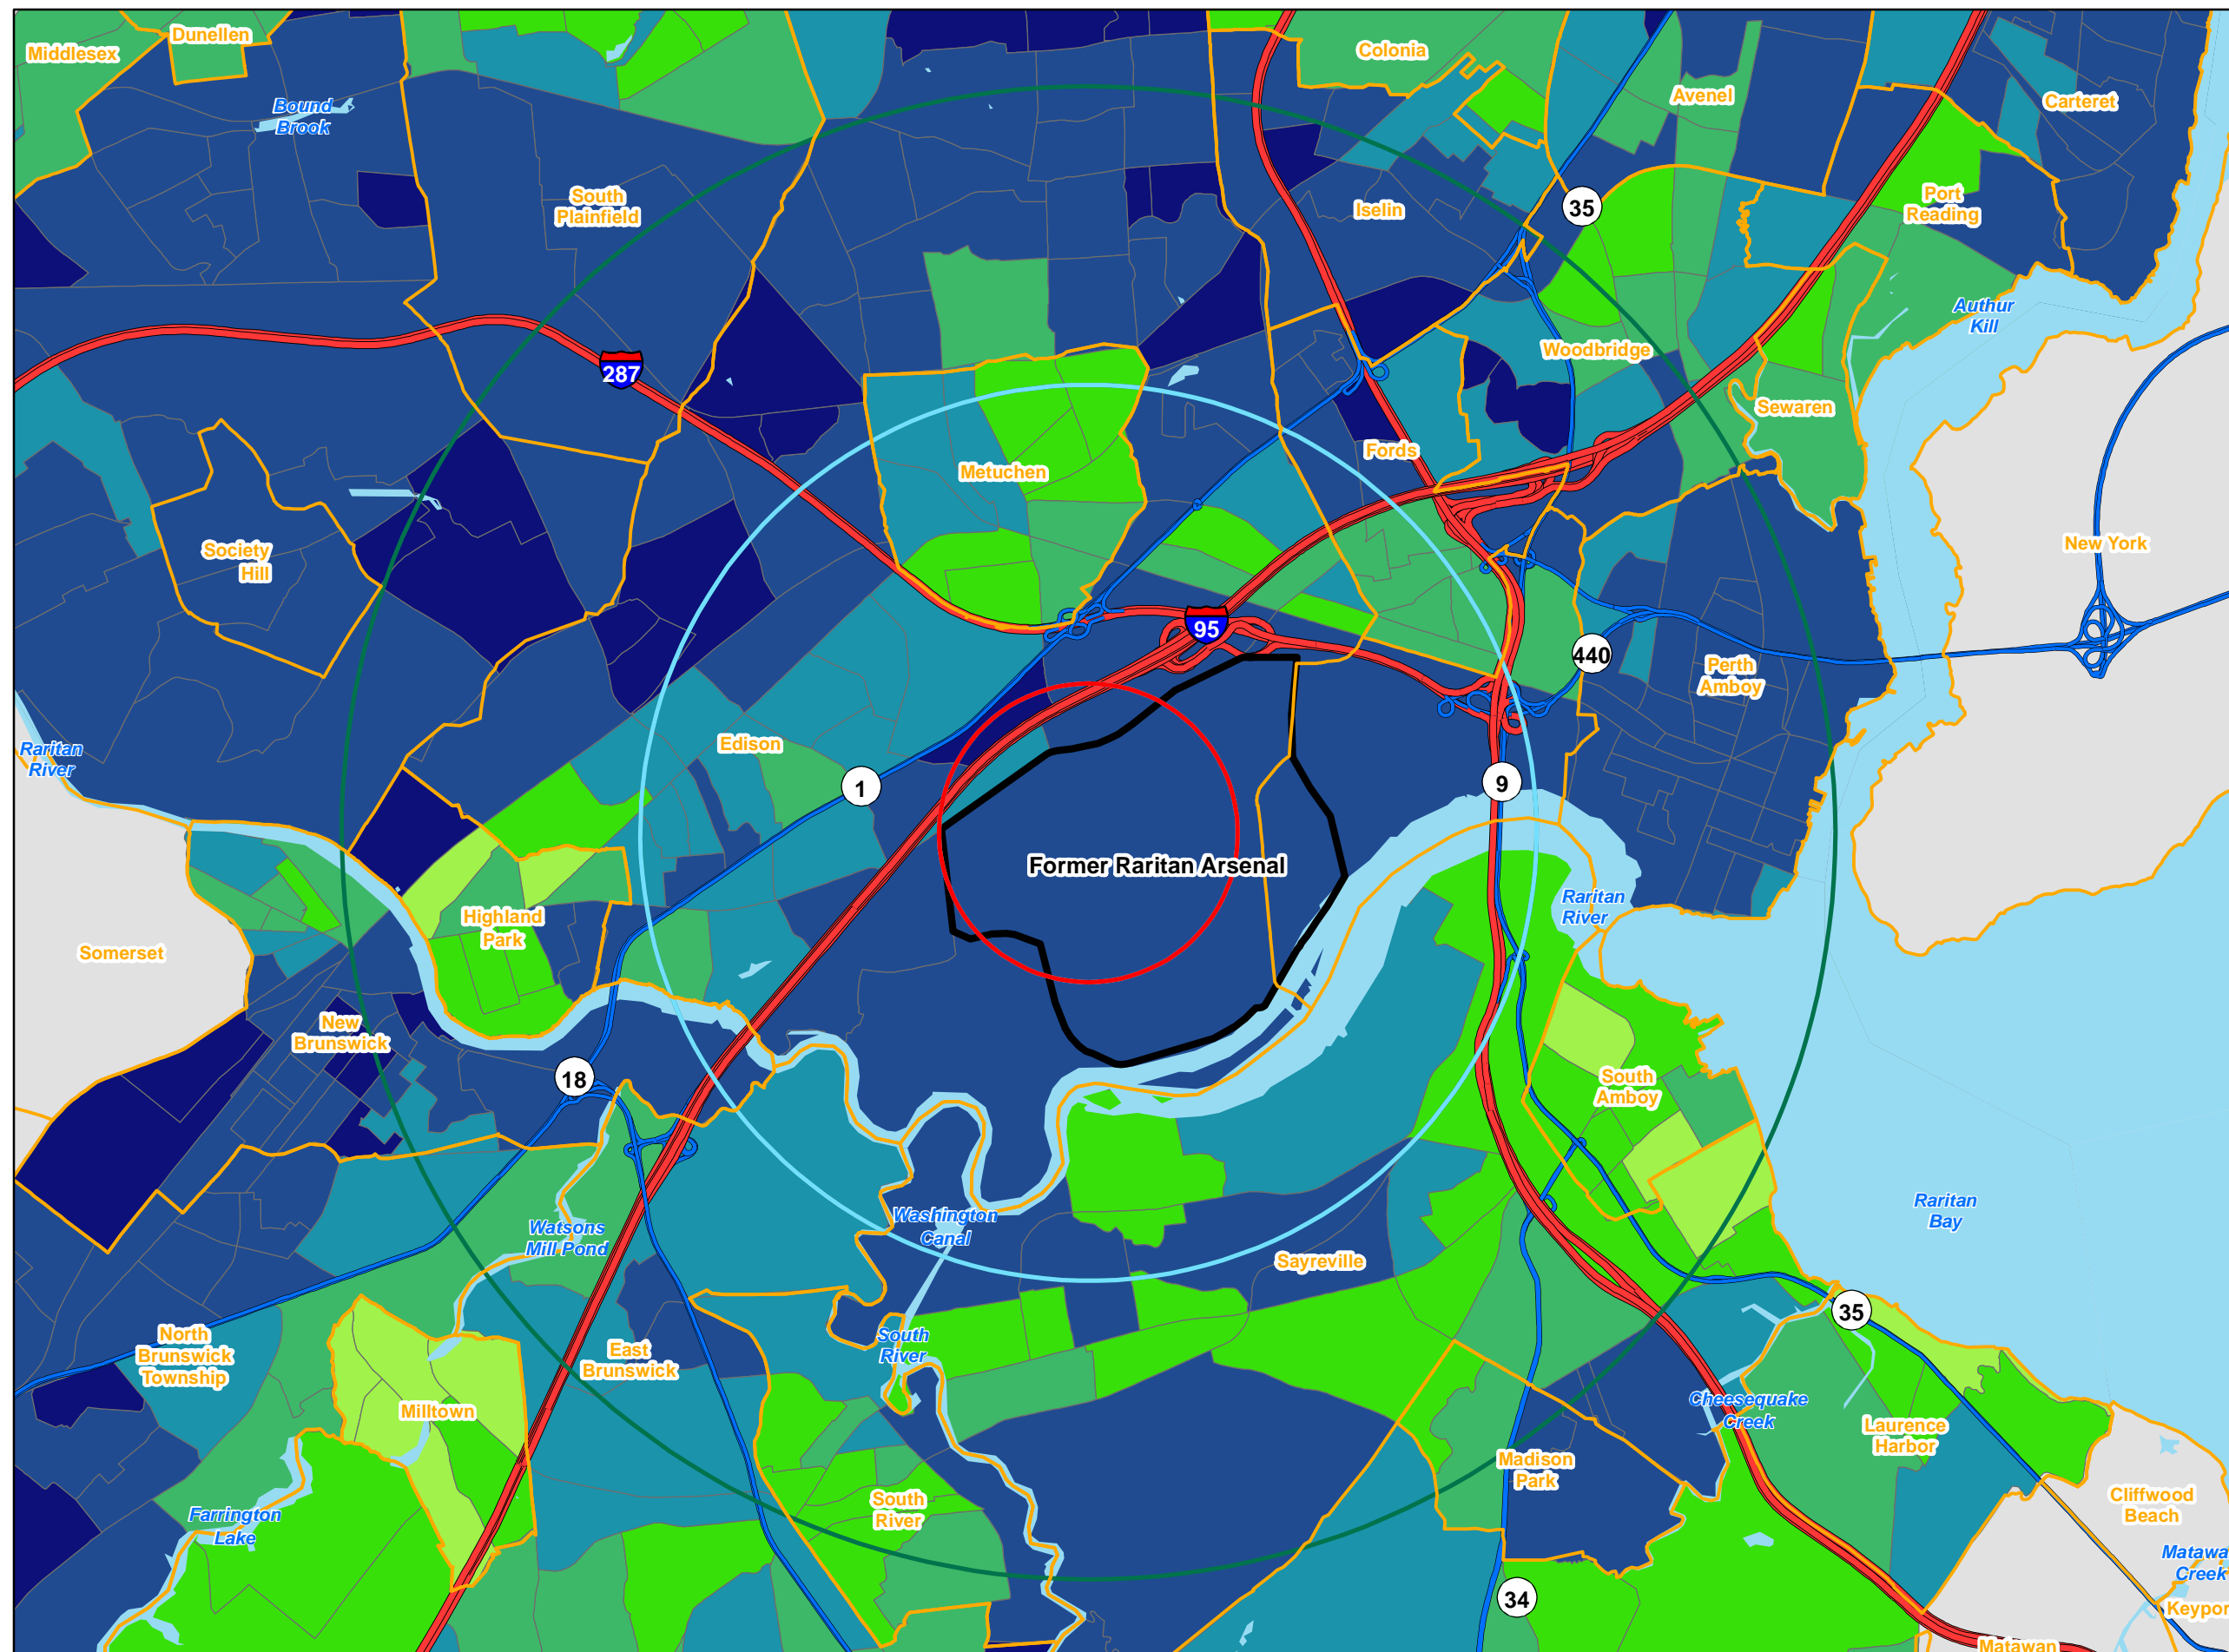 Middlesex
Dunellen
Colonia
Avenel
Carteret
Bound
Brook
South
Plainfield
Iselin
35
Port
Reading
Authur
Kill
Woodbridge
287
Sewaren
Fords
Metuchen
Society
Hill
New York
95
440
Perth
Amboy
Raritan
River
Edison
1
9
Former Raritan Arsenal
Raritan
River
Highland
Park
Somerset
New
Brunswick
18
South
Amboy
Watsons
Mill Pond
Washington
Canal
Raritan
Bay
Sayreville
35
North
Brunswick
Township
East
Brunswick
South
River
Milltown
Cheesequake
Creek
Laurence
Harbor
Madison
Park
South
River
Farrington
Lake
Cliffwood
Beach
Matawa
Creek
34
Keypor
Matawan